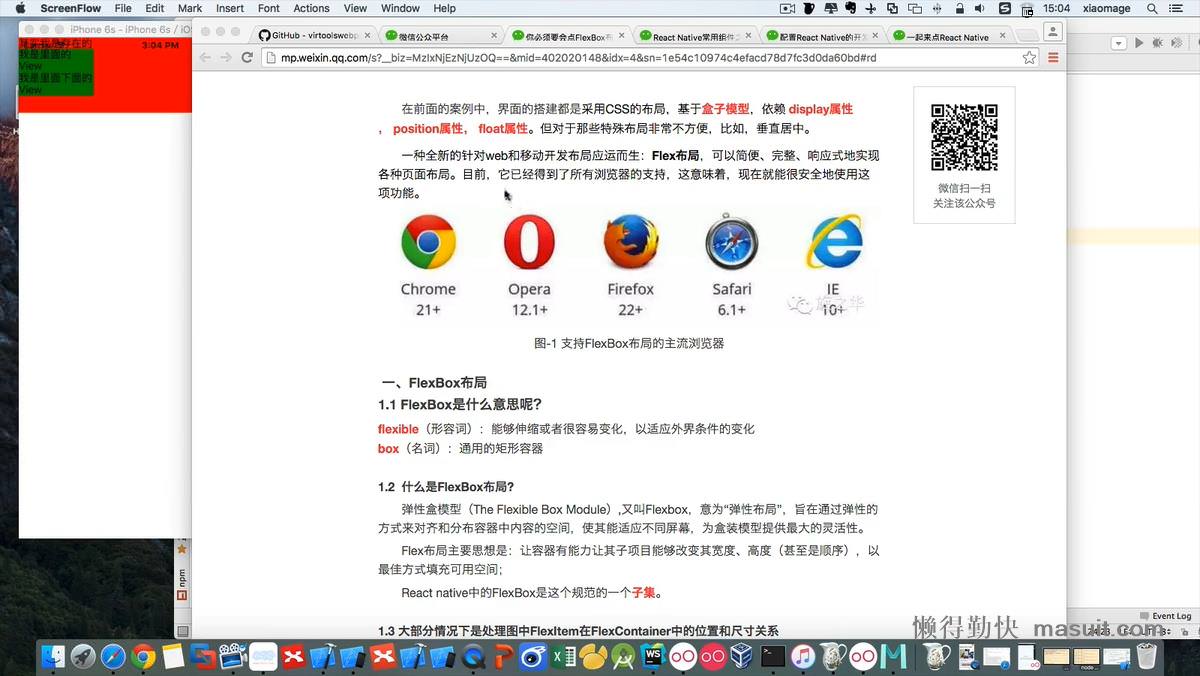 ScreenFlow File Edit Mark Insert Font Actions View Window Help
15:04 xiaomage
iPhone 6s - iPhone 6s / iOS
3:04 PM
我是里面的
View
我是里面下面的
View
GitHub - virtoolswebp
微信公众平台
你必须要会点FlexBox布
React Native常用组件之
配置React Native的开发
一起来点React Native
mp.weixin.qq.com/s?__biz=MzIxNjEzNjUzOQ==&mid=402020148&idx=4&sn=1e54c10974c4efacd78d7fc3d0da60bd#rd
在前面的案例中，界面的搭建都是采用CSS的布局，基于盒子模型，依赖 display属性
， position属性， float属性。但对于那些特殊布局非常不方便，比如，垂直居中。
一种全新的针对web和移动开发布局应运而生：Flex布局，可以简便、完整、响应式地实现
各种页面布局。目前，它已经得到了所有浏览器的支持，这意味着，现在就能很安全地使用这
项功能。
微信扫一扫
关注该公众号
Chrome Opera Firefox Safari IE
21+ 12.1+ 22+ 6.1+ 10+
图-1 支持FlexBox布局的主流浏览器
一、FlexBox布局
1.1 FlexBox是什么意思呢？
flexible（形容词）：能够伸缩或者很容易变化，以适应外界条件的变化
box（名词）：通用的矩形容器
1.2 什么是FlexBox布局?
弹性盒模型（The Flexible Box Module）,又叫Flexbox，意为“弹性布局”，旨在通过弹性的
方式来对齐和分布容器中内容的空间，使其能适应不同屏幕，为盒装模型提供最大的灵活性。
Flex布局主要思想是：让容器有能力让其子项目能够改变其宽度、高度（甚至是顺序），以
最佳方式填充可用空间；
React native中的FlexBox是这个规范的一个子集。
1.3 大部分情况下是处理图中FlexItem在FlexContainer中的位置和尺寸关系
npm
Event Log
懒得勤快 masuit.com
WS